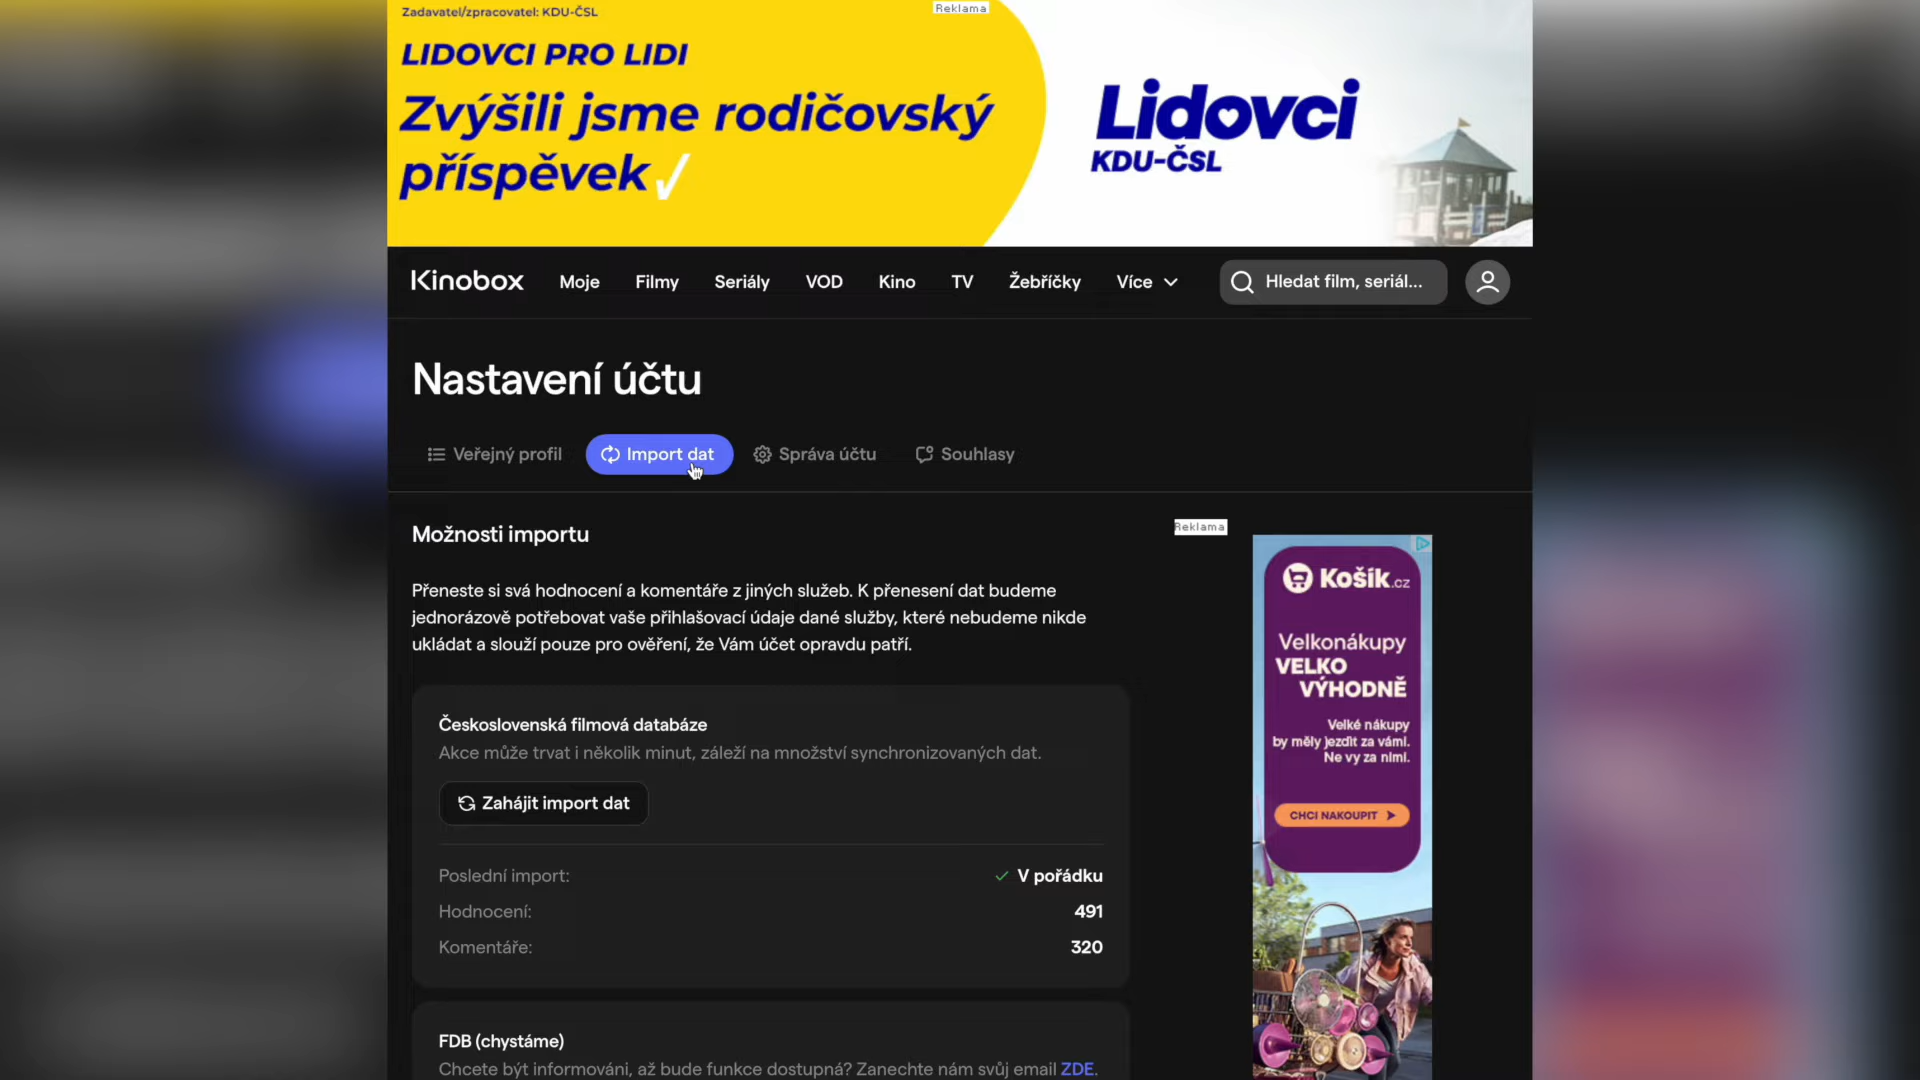 Zadavatel/zpracovatel: KDU-ČSL
Reklama
LIDOVCI PRO LIDI
Zvýšili jsme rodičovský
příspěvek
Lidovci
KDU-ČSL
Kinobox
Moje
Filmy
Seriály
VOD
Kino
TV
Žebříčky
Více
Hledat film, seriál...
Nastavení účtu
Veřejný profil
Import dat
Správa účtu
Souhlasy
Možnosti importu
Přeneste si svá hodnocení a komentáře z jiných služeb. K přenesení dat budeme
jednorázově potřebovat vaše přihlašovací údaje dané služby, které nebudeme nikde
ukládat a slouží pouze pro ověření, že Vám účet opravdu patří.
Československá filmová databáze
Akce může trvat i několik minut, záleží na množství synchronizovaných dat.
Zahájit import dat
Poslední import: V pořádku
Hodnocení: 491
Komentáře: 320
FDB (chystáme)
Chcete být informováni, až bude funkce dostupná? Zanechte nám svůj email ZDE.
Reklama
Košík.cz
Velkonákupy
VELKO
VÝHODNĚ
Velké nákupy
by měly jezdit za vámi.
Ne vy za nimi.
CHCI NAKOUPIT